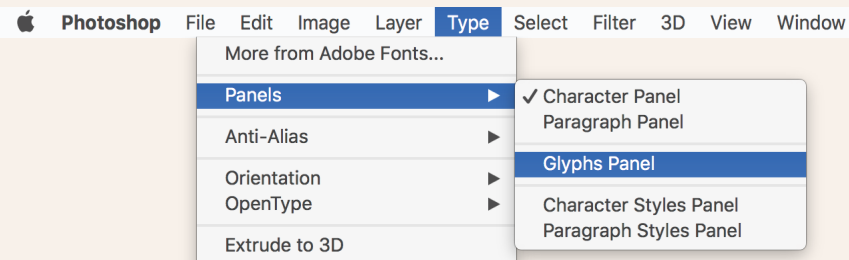 Photoshop File Edit Image Layer Type Select Filter 3D View Window
More from Adobe Fonts...
Panels
Anti-Alias
Orientation
OpenType
Extrude to 3D
✓ Character Panel
Paragraph Panel
Glyphs Panel
Character Styles Panel
Paragraph Styles Panel